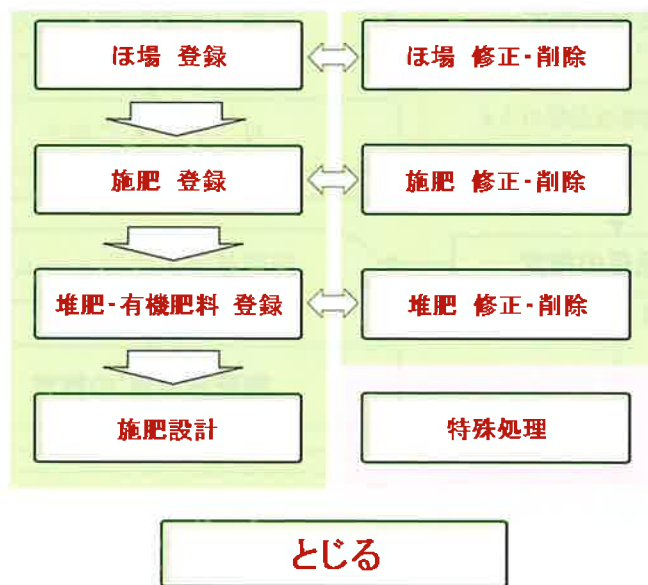 ほ場 登録
ほ場 修正・削除
施肥 登録
施肥 修正・削除
堆肥・有機肥料 登録
堆肥 修正・削除
施肥設計
特殊処理
とじる